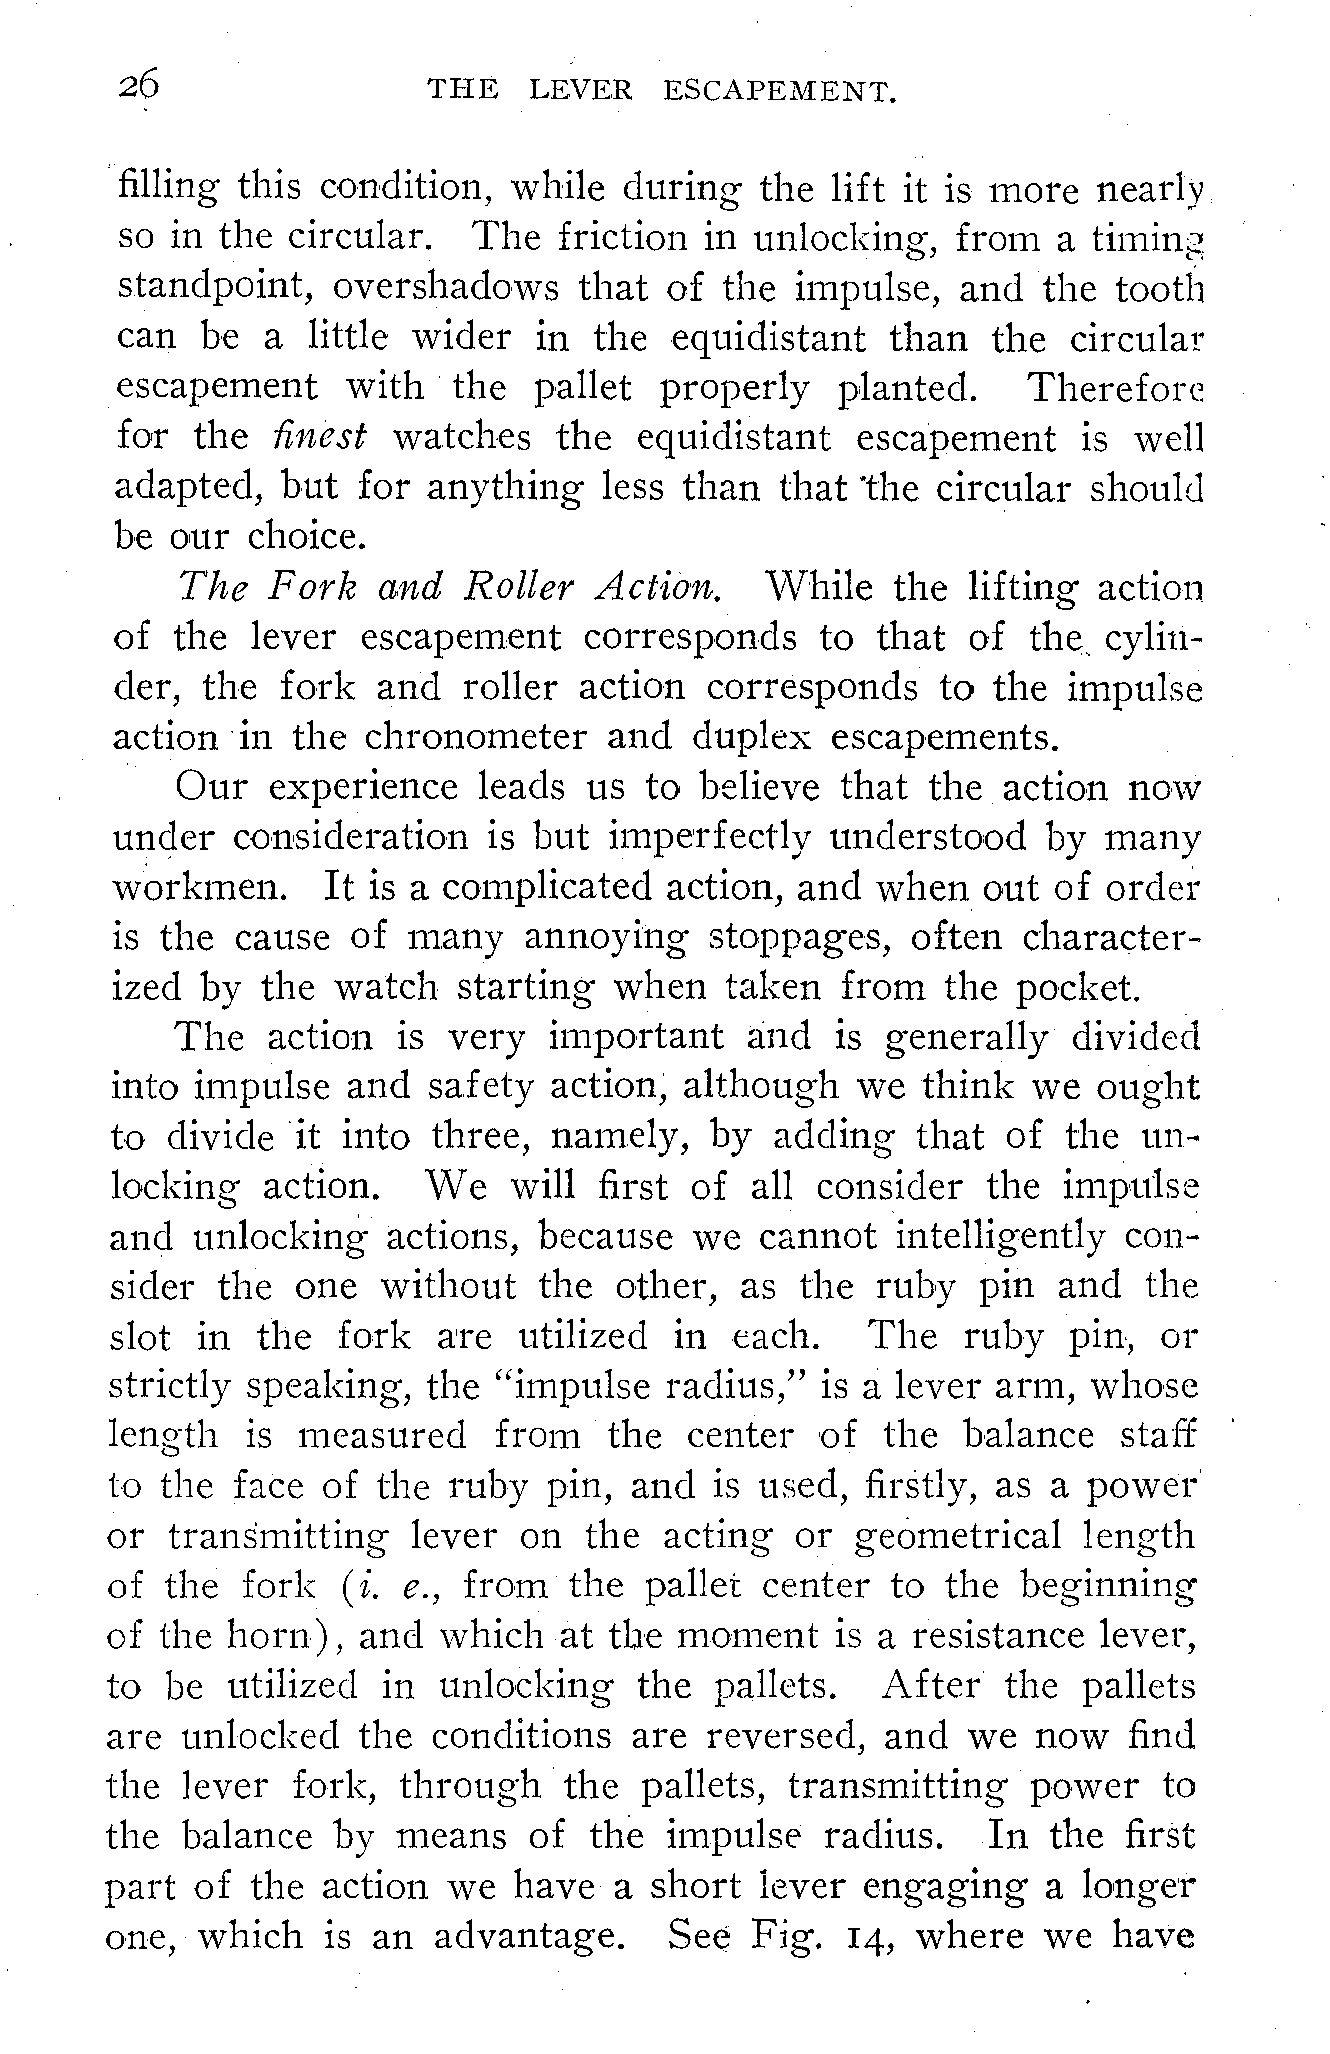 26 THE LEVER ESCAPEMENT.
filling this condition, while during the lift it is more nearly
so in the circular. The friction in unlocking, from a timing
standpoint, overshadows that of the impulse, and the tooth
can be a little wider in the equidistant than the circular
escapement with the pallet properly planted. Therefore
for the finest watches the equidistant escapement is well
adapted, but for anything less than that the circular should
be our choice.
The Fork and Roller Action. While the lifting action
of the lever escapement corresponds to that of the cylin-
der, the fork and roller action corresponds to the impulse
action in the chronometer and duplex escapements.
Our experience leads us to believe that the action now
under consideration is but imperfectly understood by many
workmen. It is a complicated action, and when out of order
is the cause of many annoying stoppages, often character-
ized by the watch starting when taken from the pocket.
The action is very important and is generally divided
into impulse and safety action, although we think we ought
to divide it into three, namely, by adding that of the un-
locking action. We will first of all consider the impulse
and unlocking actions, because we cannot intelligently con-
sider the one without the other, as the ruby pin and the
slot in the fork are utilized in each. The ruby pin, or
strictly speaking, the “impulse radius,” is a lever arm, whose
length is measured from the center of the balance staff
to the face of the ruby pin, and is used, firstly, as a power
or transmitting lever on the acting or geometrical length
of the fork (i. e., from the pallet center to the beginning
of the horn), and which at the moment is a resistance lever,
to be utilized in unlocking the pallets. After the pallets
are unlocked the conditions are reversed, and we now find
the lever fork, through the pallets, transmitting power to
the balance by means of the impulse radius. In the first
part of the action we have a short lever engaging a longer
one, which is an advantage. See Fig. 14, where we have